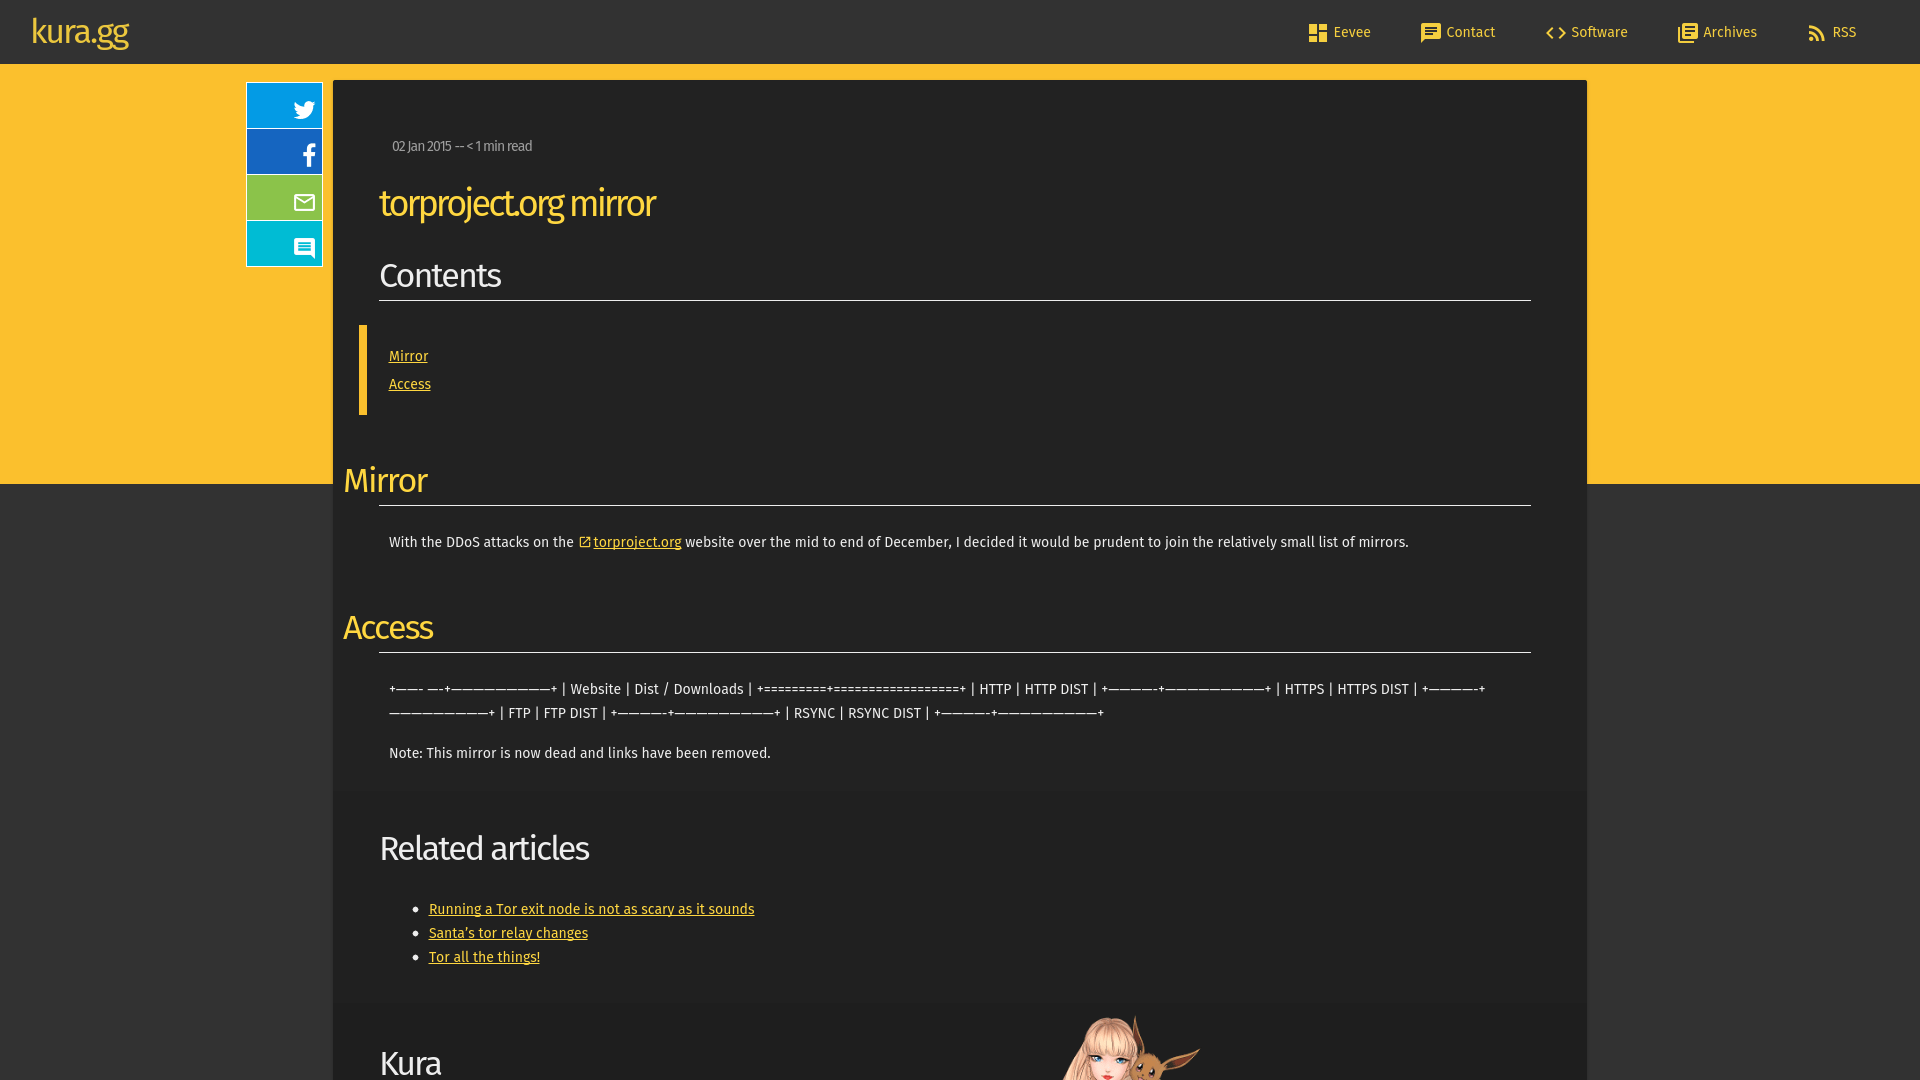 kura.gg
Eevee
Contact
Software
Archives
RSS
02 Jan 2015 -- < 1 min read
torproject.org mirror
Contents
Mirror
Access
Mirror
With the DDoS attacks on the torproject.org website over the mid to end of December, I decided it would be prudent to join the relatively small list of mirrors.
Access
+——- —-+—————————+ | Website | Dist / Downloads | +=========+==================+ | HTTP | HTTP DIST | +————-+—————————+ | HTTPS | HTTPS DIST | +————-+
—————————+ | FTP | FTP DIST | +————-+—————————+ | RSYNC | RSYNC DIST | +————-+—————————+
Note: This mirror is now dead and links have been removed.
Related articles
Running a Tor exit node is not as scary as it sounds
Santa’s tor relay changes
Tor all the things!
Kura